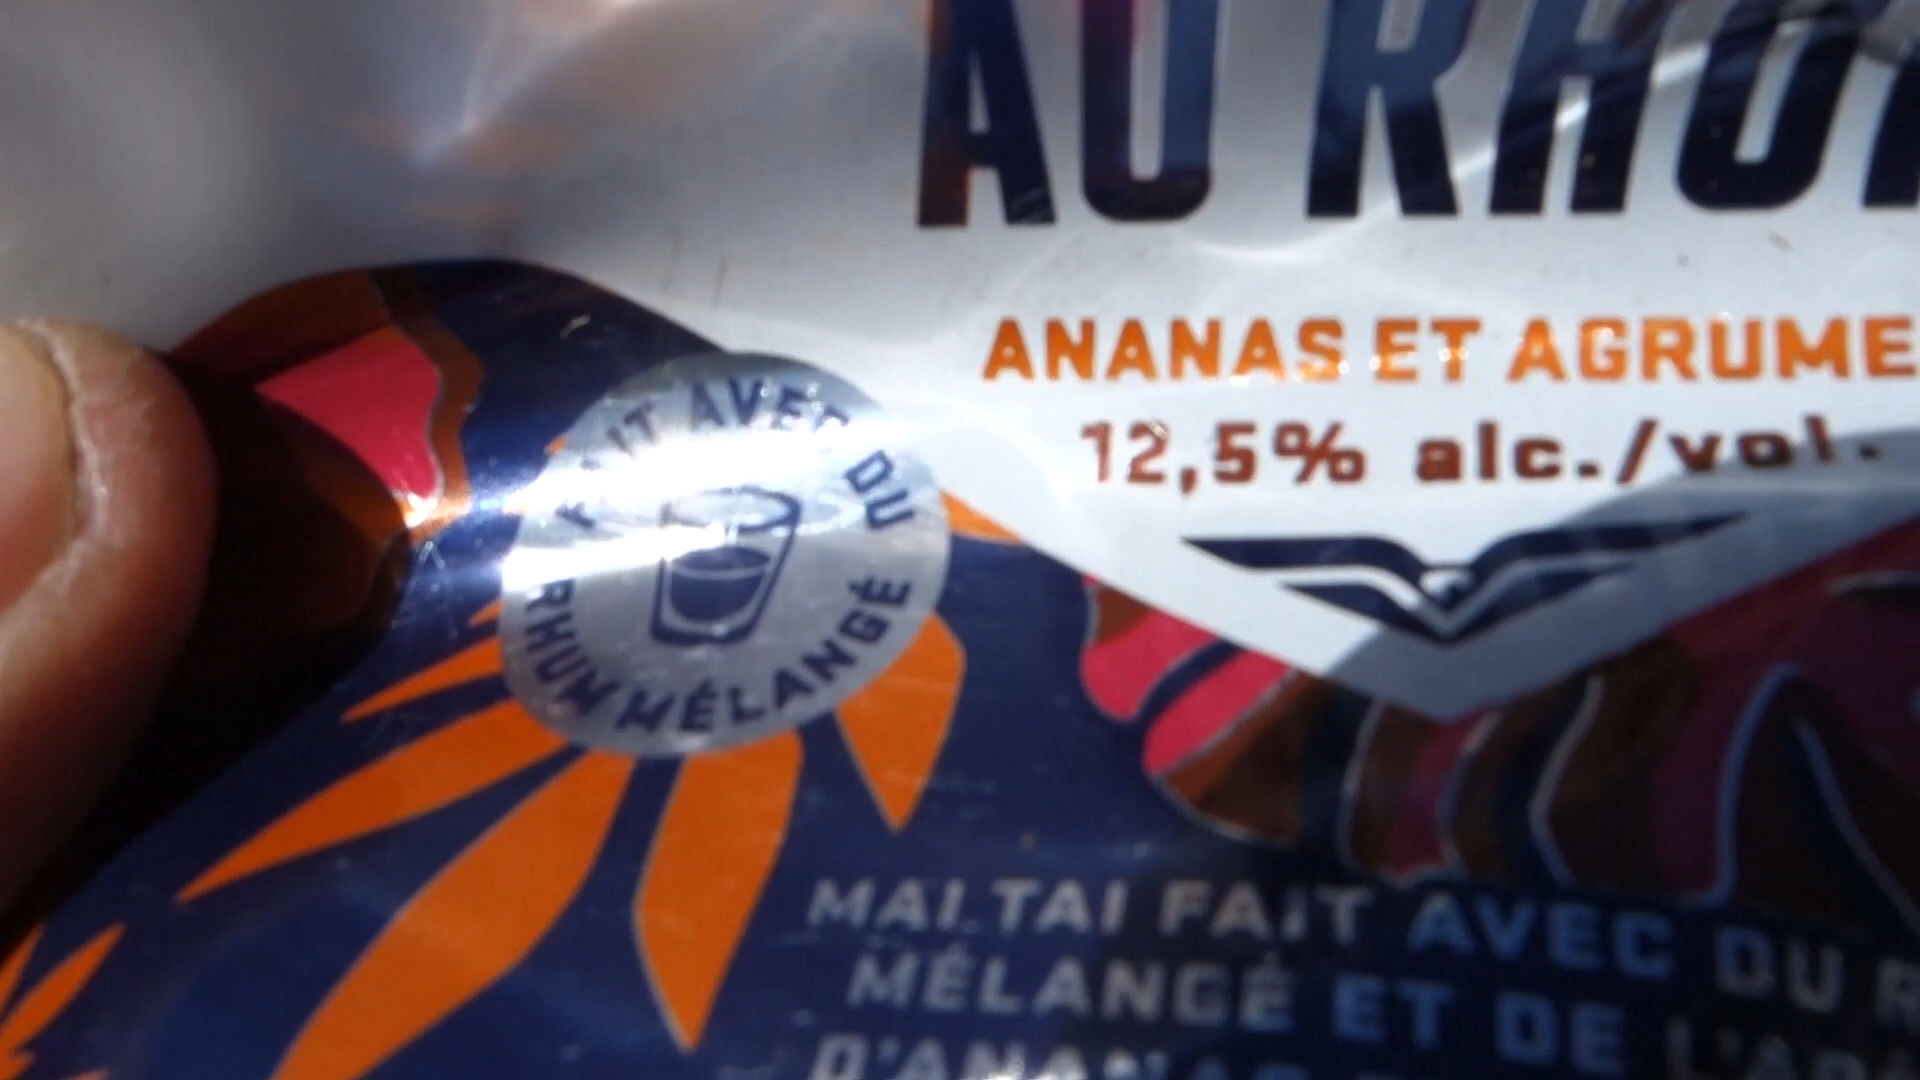 AU
ANANAS ET AGRUME
12,5% alc./vol.
FAIT AVEC DU
RHUM MÉLANGÉ
MAI TAI FAIT AVEC DU
MÉLANGÉ ET DE